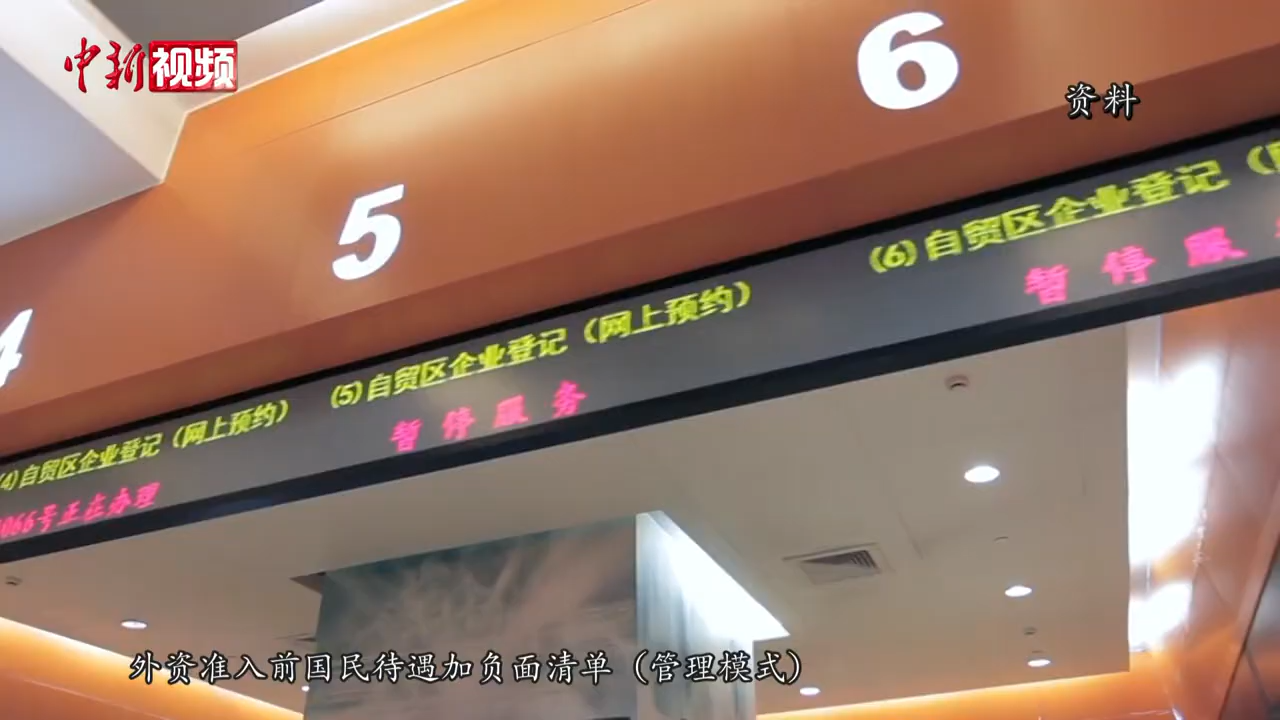 中新视频
资料
6
5
4
(6)自贸区企业登记（
暂停服
(5)自贸区企业登记（网上预约）
暂停服务
(4)自贸区企业登记（网上预约）
066号正在办理
外资准入前国民待遇加负面清单（管理模式）